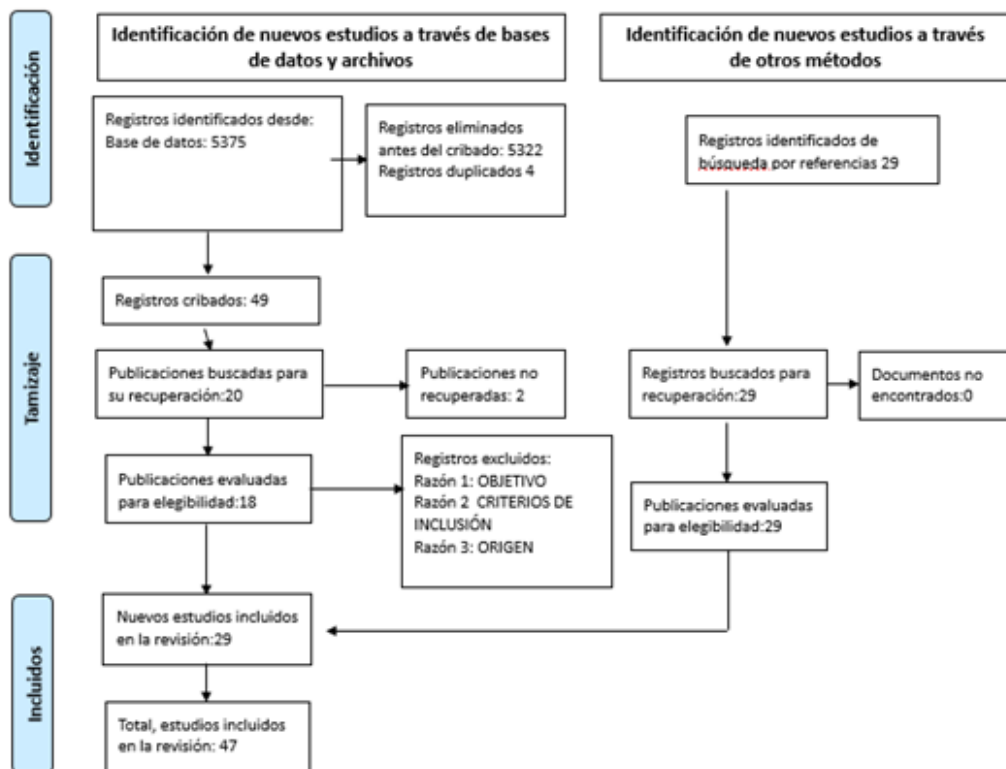 Identificación
Identificación de nuevos estudios a través de bases
de datos y archivos
Identificación de nuevos estudios a través
de otros métodos
Registros identificados desde:
Base de datos: 5375
Registros eliminados
antes del cribado: 5322
Registros duplicados 4
Registros identificados de
búsqueda por referencias 29
Tamizaje
Registros cribados: 49
Publicaciones buscadas para
su recuperación:20
Publicaciones no
recuperadas: 2
Registros buscados para
recuperación:29
Documentos no
encontrados:0
Publicaciones evaluadas
para elegibilidad:18
Registros excluidos:
Razón 1: OBJETIVO
Razón 2 CRITERIOS DE
INCLUSIÓN
Razón 3: ORIGEN
Publicaciones evaluadas
para elegibilidad:29
Incluidos
Nuevos estudios incluidos
en la revisión:29
Total, estudios incluidos
en la revisión: 47